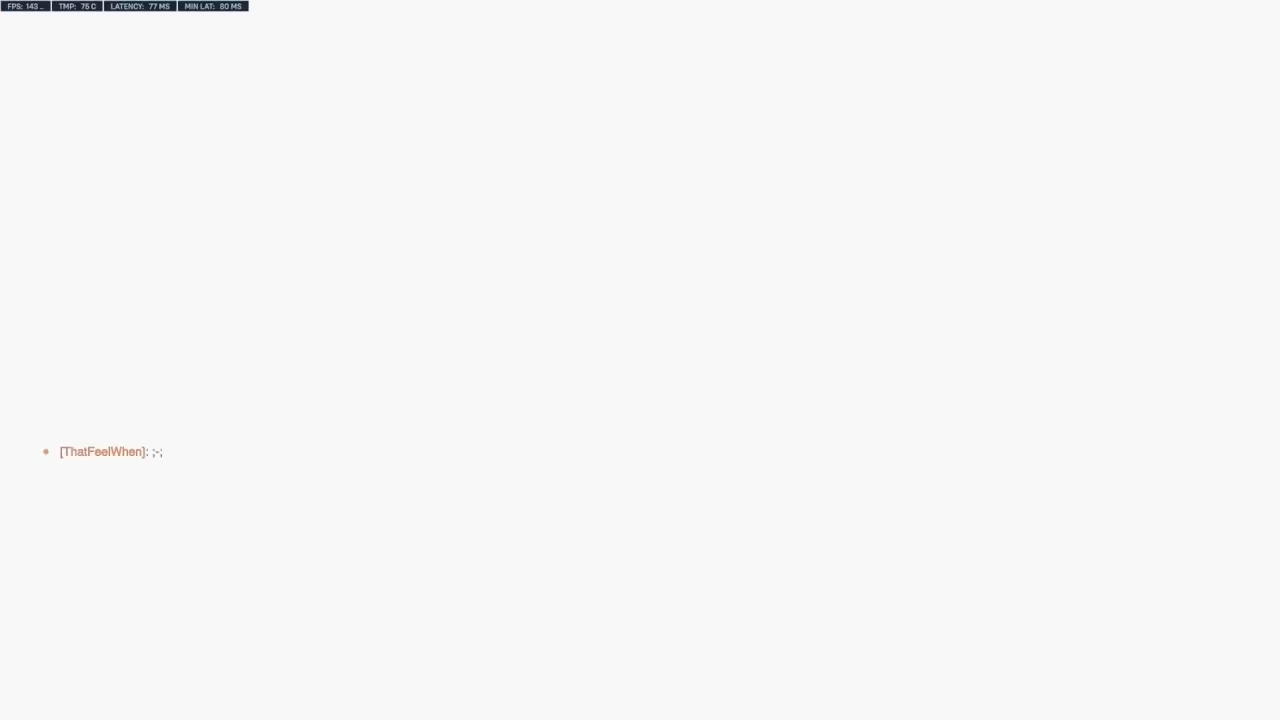 FPS: 143 ... TMP: 75 C LATENCY: 77 MS MIN LAT: 80 MS
[ThatFeelWhen]: ;-;